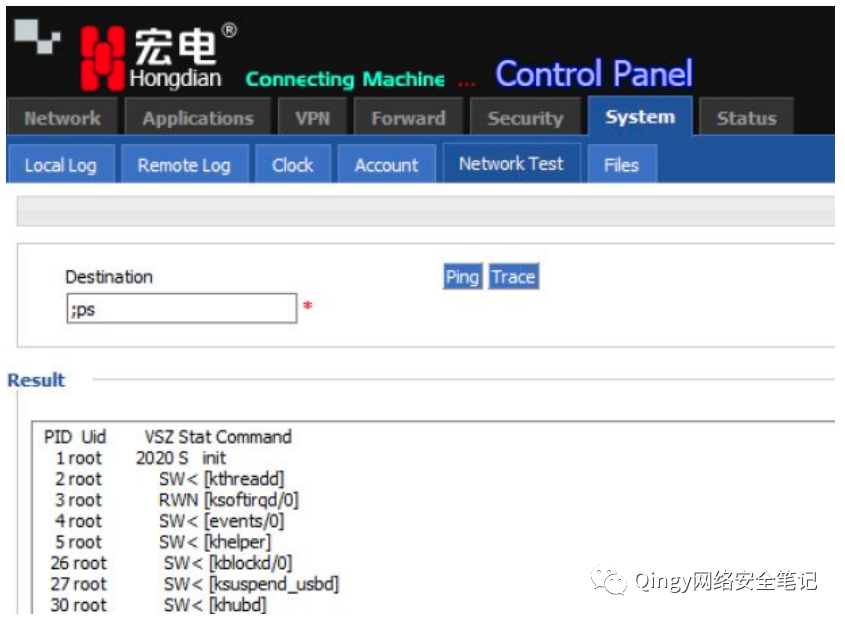 宏电®
Hongdian Connecting Machine ... Control Panel
Network Applications VPN Forward Security System Status
Local Log Remote Log Clock Account Network Test Files
Destination Ping Trace
;ps *
Result
PID Uid VSZ Stat Command
1 root 2020 S init
2 root SW< [kthreadd]
3 root RWN [ksoftirqd/0]
4 root SW< [events/0]
5 root SW< [khelper]
26 root SW< [kblockd/0]
27 root SW< [ksuspend_usbd]
30 root SW< [khubd]
Qingy网络安全笔记